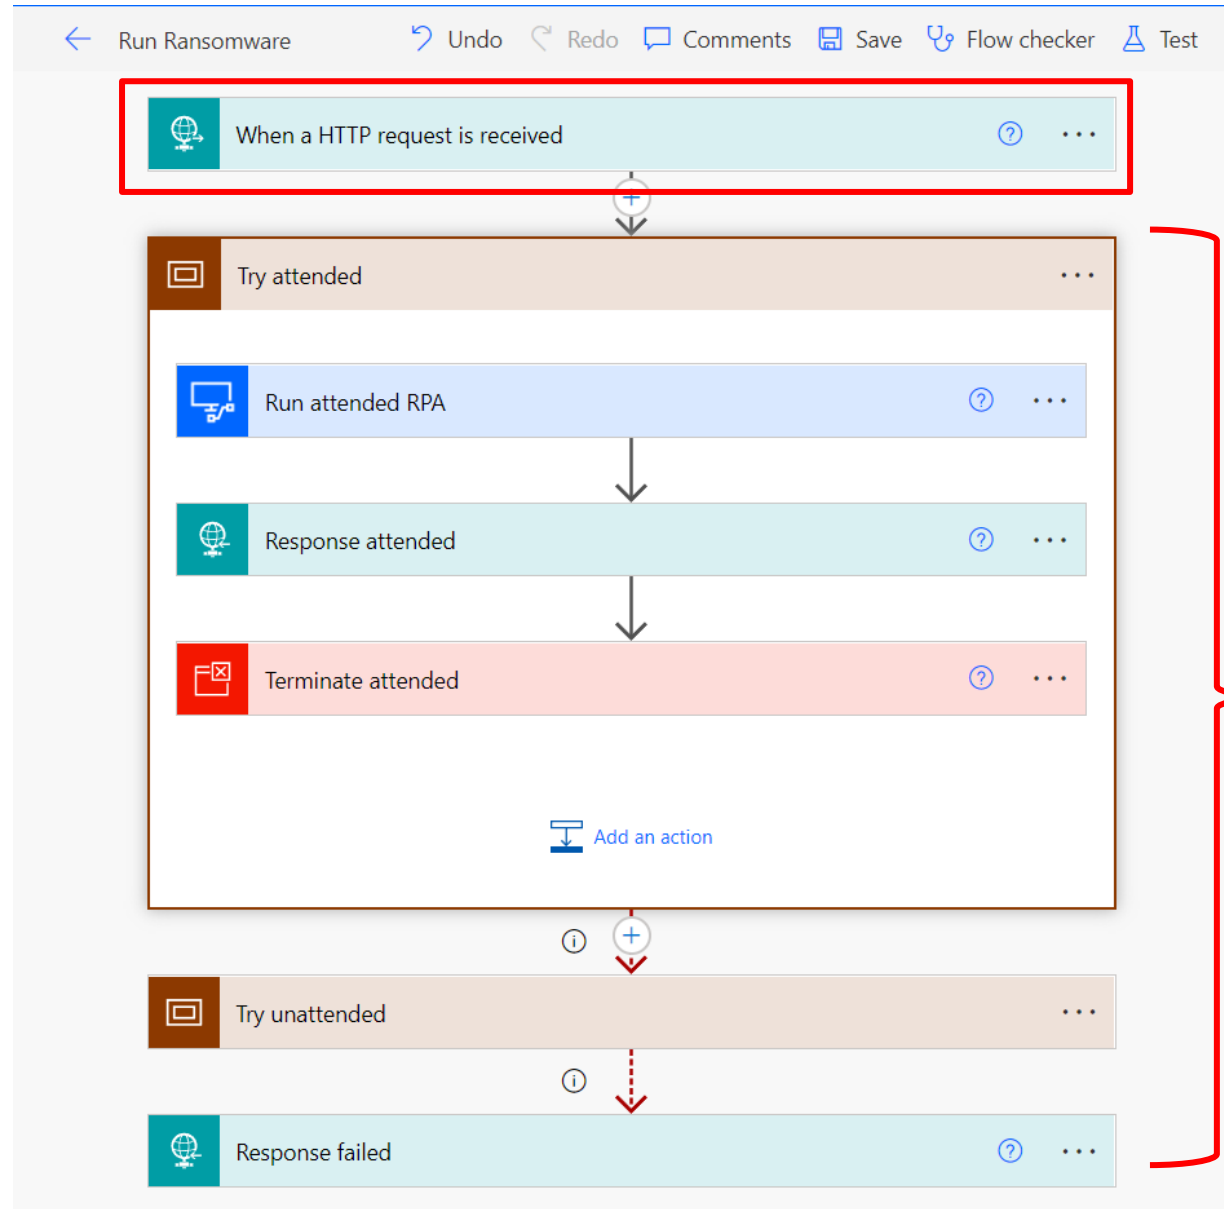 Run Ransomware Undo Redo Comments Save Flow checker Test
When a HTTP request is received
Try attended
Run attended RPA
Response attended
Terminate attended
Add an action
Try unattended
Response failed